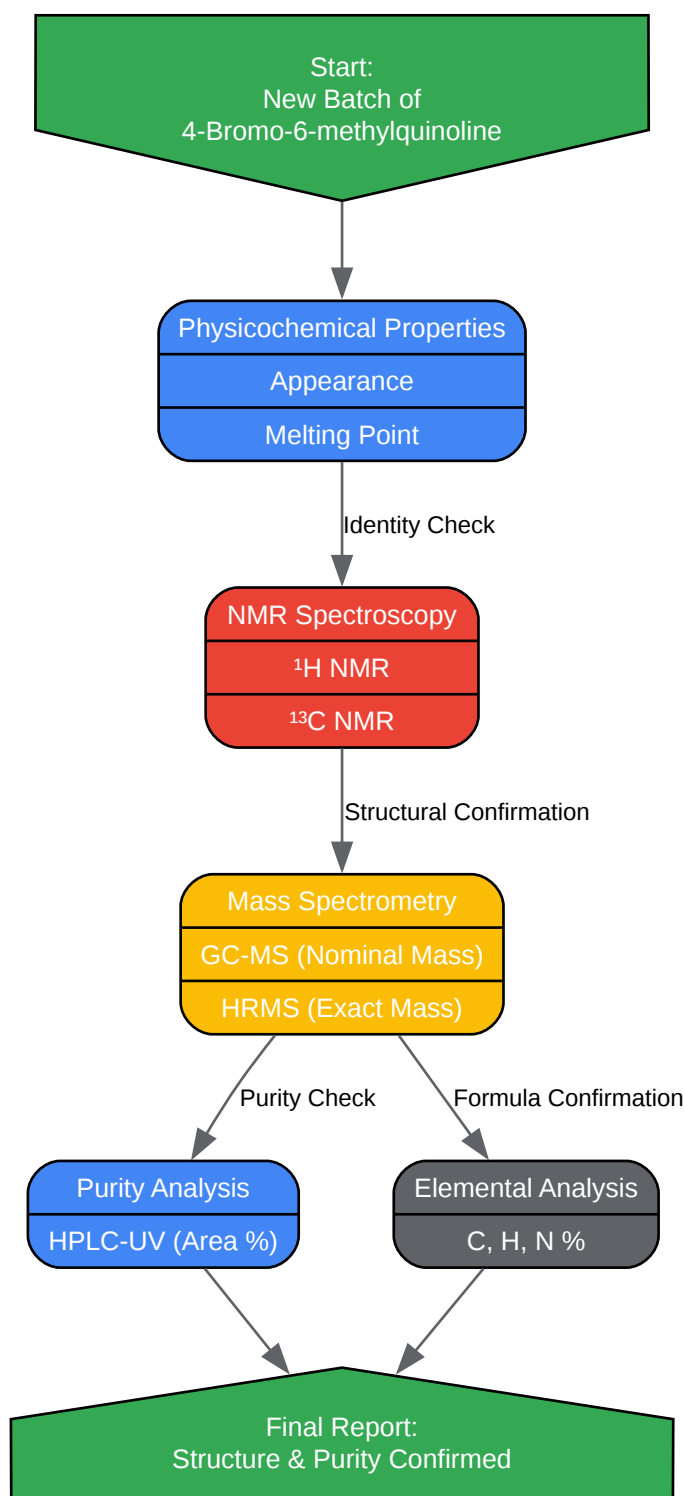 Start:
New Batch of
4-Bromo-6-methylquinoline
Physicochemical Properties
Appearance
Melting Point
Identity Check
NMR Spectroscopy
¹H NMR
¹³C NMR
Structural Confirmation
Mass Spectrometry
GC-MS (Nominal Mass)
HRMS (Exact Mass)
Purity Check
Formula Confirmation
Purity Analysis
HPLC-UV (Area %)
Elemental Analysis
C, H, N %
Final Report:
Structure & Purity Confirmed